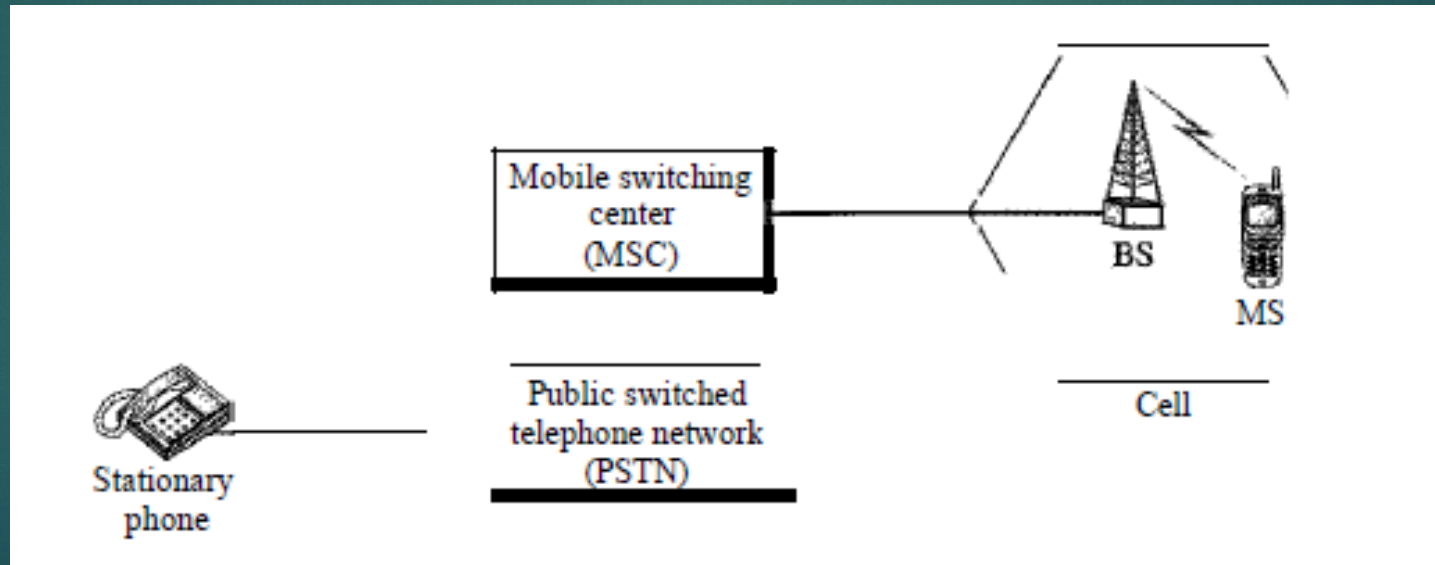 Mobile switching
center
(MSC)
BS
MS
Public switched
telephone network
(PSTN)
Cell
Stationary
phone